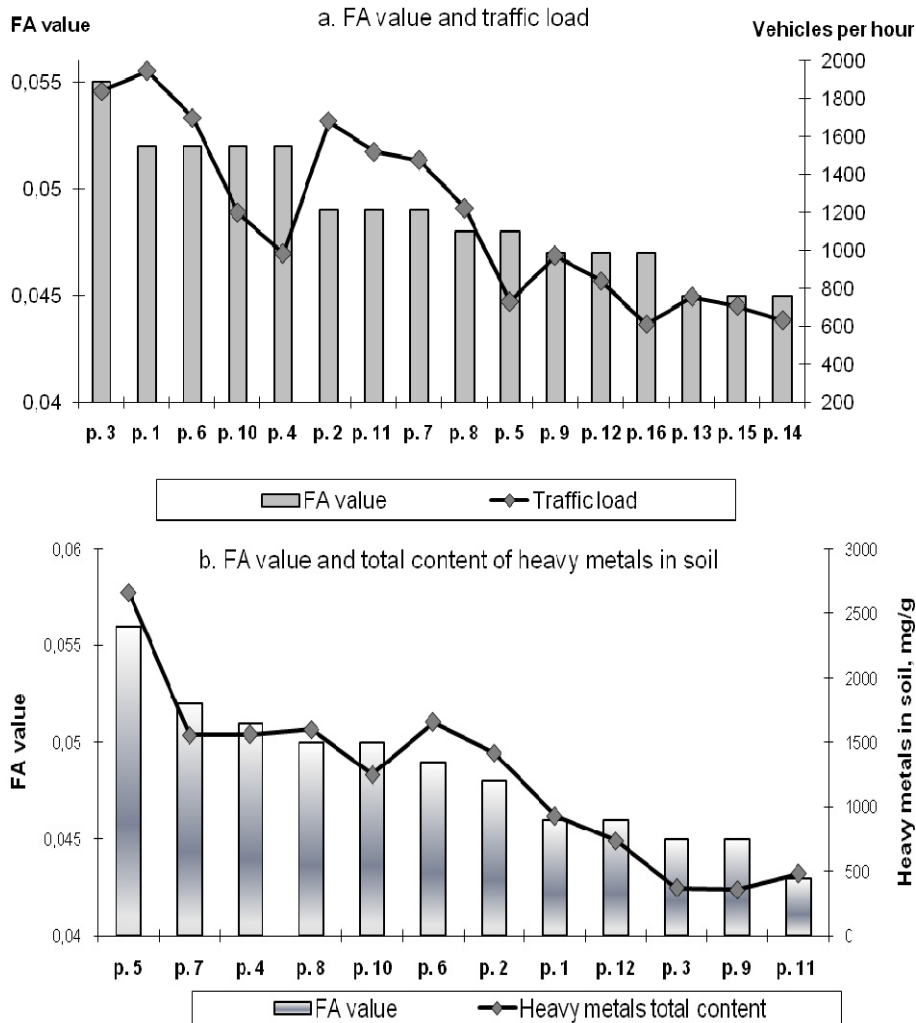 a. FA value and traffic load
FA value
Vehicles per hour
0,055
0,05
0,045
0,04
2000
1800
1600
1400
1200
1000
800
600
400
200
p. 3 p. 1 p. 6 p. 10 p. 4 p. 2 p. 11 p. 7 p. 8 p. 5 p. 9 p. 12 p. 16 p. 13 p. 15 p. 14
FA value Traffic load
b. FA value and total content of heavy metals in soil
FA value
0,06
0,055
0,05
0,045
0,04
3000
2500
2000
1500
1000
500
0
Heavy metals in soil, mg/g
p. 5 p. 7 p. 4 p. 8 p. 10 p. 6 p. 2 p. 1 p. 12 p. 3 p. 9 p. 11
FA value Heavy metals total content